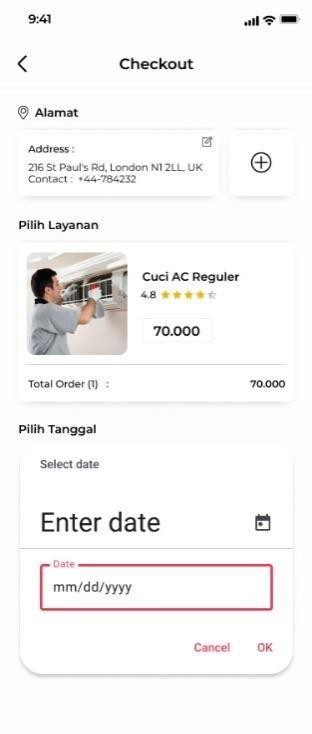 9:41
Checkout
Alamat
Address :
216 St Paul's Rd, London N1 2LL, UK
Contact : +44-784232
Pilih Layanan
Cuci AC Reguler
4.8
70.000
Total Order (1) :
70.000
Pilih Tanggal
Select date
Enter date
Date
mm/dd/yyyy
Cancel
OK